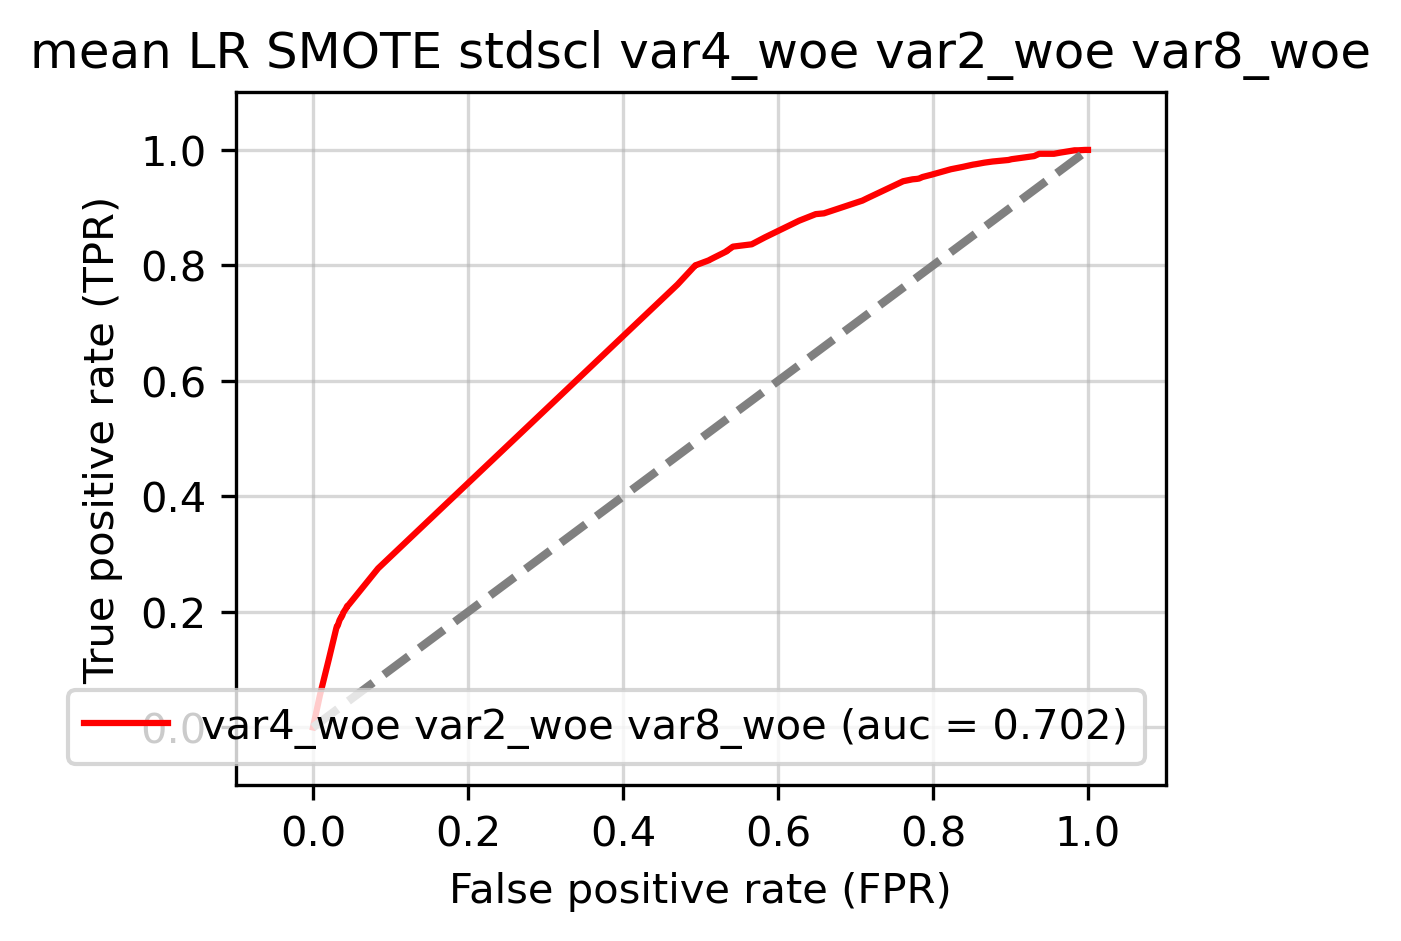 mean LR SMOTE stdscl var4_woe var2_woe var8_woe
True positive rate (TPR)
1.0
0.8
0.6
0.4
0.2
0.0
var4_woe var2_woe var8_woe (auc = 0.702)
0.0 0.2 0.4 0.6 0.8 1.0
False positive rate (FPR)